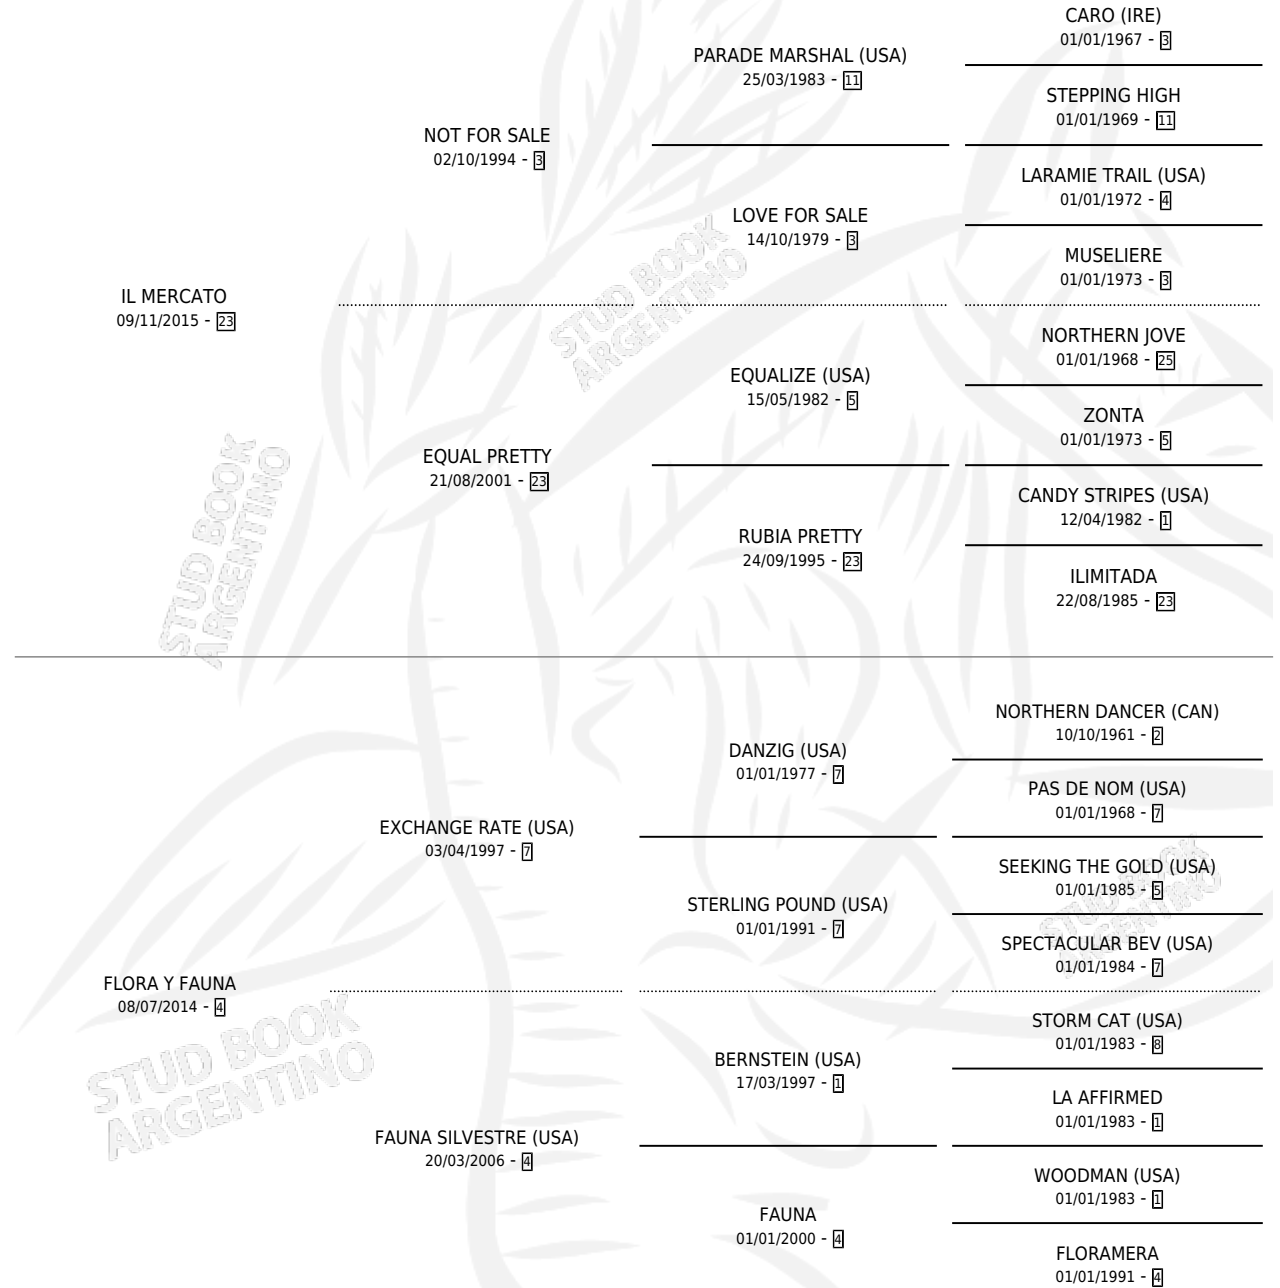 CARO (IRE)
01/01/1967 - 3
PARADE MARSHAL (USA)
25/03/1983 - 11
STEPPING HIGH
01/01/1969 - 11
NOT FOR SALE
02/10/1994 - 3
LARAMIE TRAIL (USA)
01/01/1972 - 4
LOVE FOR SALE
14/10/1979 - 3
MUSELIERE
01/01/1973 - 3
IL MERCATO
09/11/2015 - 23
NORTHERN JOVE
01/01/1968 - 25
EQUALIZE (USA)
15/05/1982 - 5
ZONTA
01/01/1973 - 5
EQUAL PRETTY
21/08/2001 - 23
CANDY STRIPES (USA)
12/04/1982 - 1
RUBIA PRETTY
24/09/1995 - 23
ILIMITADA
22/08/1985 - 23
STUD BOOK
ARGENTINO
STUD BOOK
ARGENTINO
NORTHERN DANCER (CAN)
10/10/1961 - 2
DANZIG (USA)
01/01/1977 - 7
PAS DE NOM (USA)
01/01/1968 - 7
EXCHANGE RATE (USA)
03/04/1997 - 7
SEEKING THE GOLD (USA)
01/01/1985 - 5
STERLING POUND (USA)
01/01/1991 - 7
SPECTACULAR BEV (USA)
01/01/1984 - 7
FLORA Y FAUNA
08/07/2014 - 4
STORM CAT (USA)
01/01/1983 - 8
BERNSTEIN (USA)
17/03/1997 - 1
LA AFFIRMED
01/01/1983 - 1
FAUNA SILVESTRE (USA)
20/03/2006 - 4
WOODMAN (USA)
01/01/1983 - 1
FAUNA
01/01/2000 - 4
FLORAMERA
01/01/1991 - 4
STUD BOOK
ARGENTINO
STUD BOOK
ARGENTINO